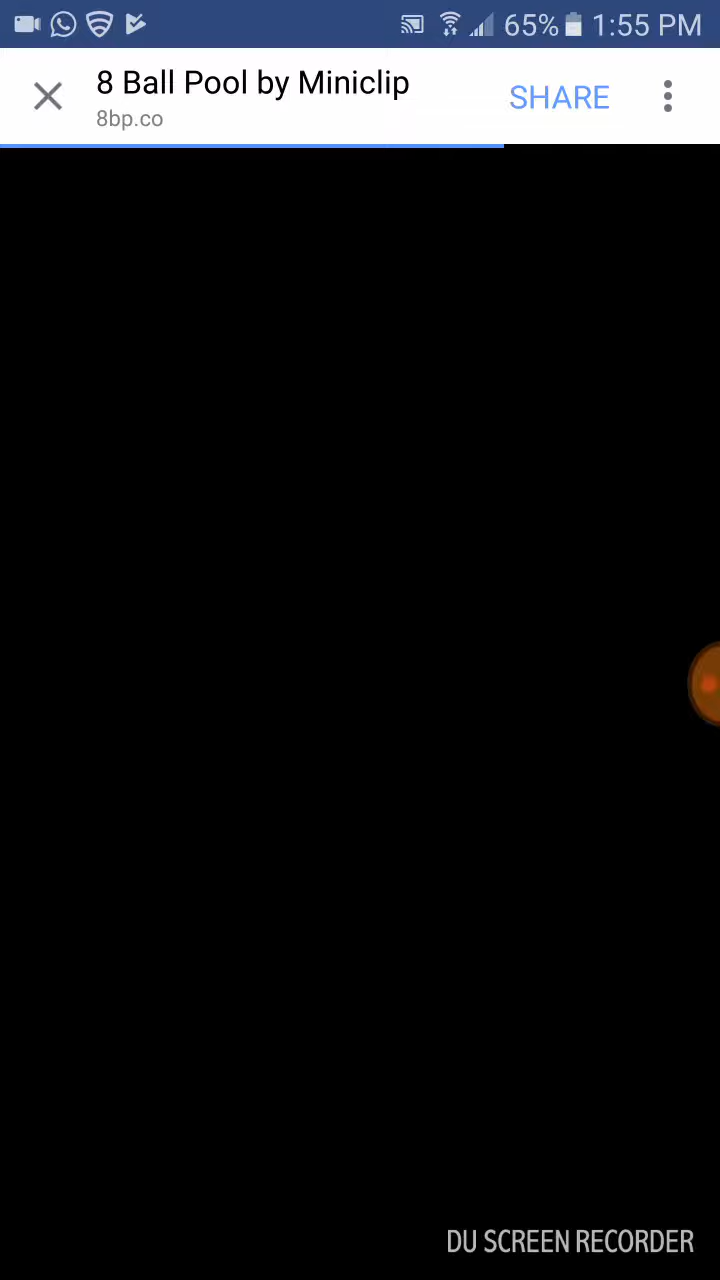 65% 1:55 PM
8 Ball Pool by Miniclip
SHARE
8bp.co
DU SCREEN RECORDER